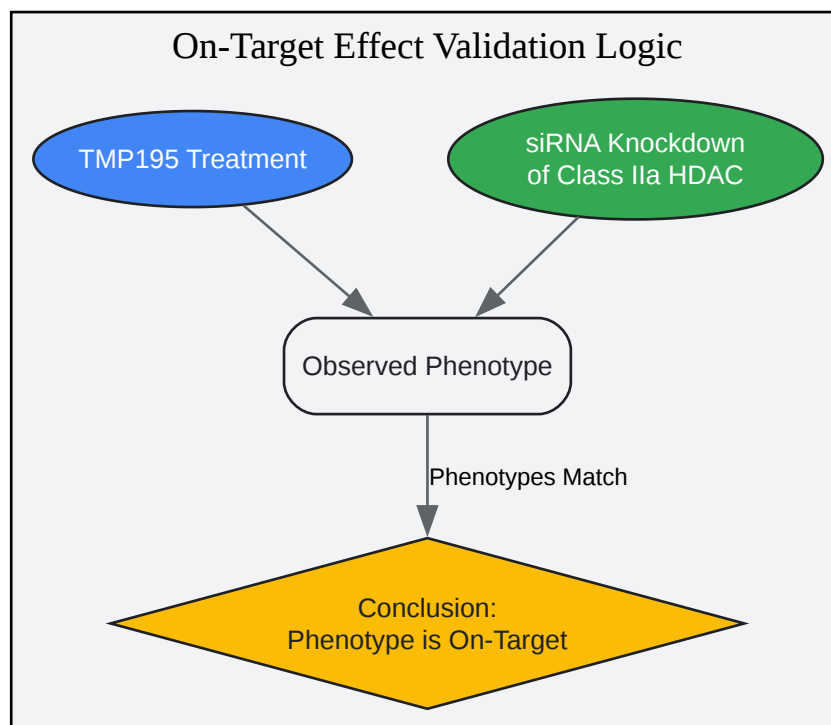 On-Target Effect Validation Logic
TMP195 Treatment
siRNA Knockdown
of Class IIa HDAC
Observed Phenotype
Phenotypes Match
Conclusion:
Phenotype is On-Target